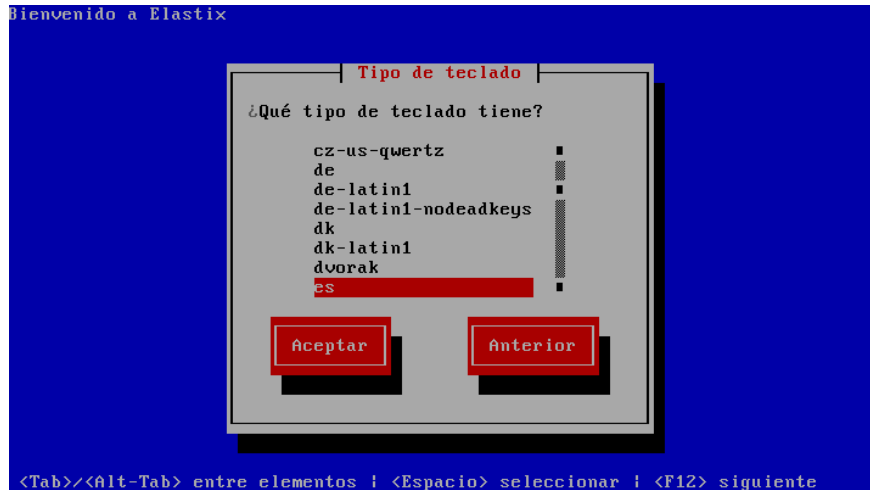 Bienvenido a Elastix
Tipo de teclado
¿Qué tipo de teclado tiene?
cz-us-qwertz
de
de-latin1
de-latin1-nodeadkeys
dk
dk-latin1
dvorak
es
Aceptar Anterior
<Tab>/<Alt-Tab> entre elementos | <Espacio> seleccionar | <F12> siguiente